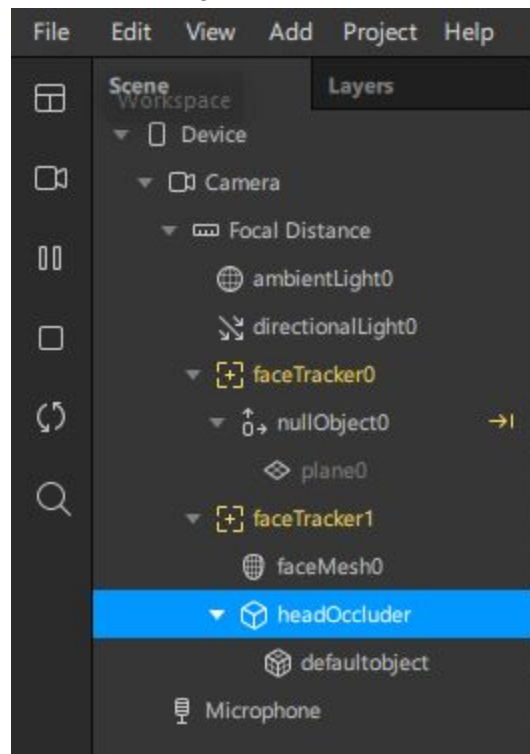 File Edit View Add Project Help
Scene Layers
Workspace
Device
Camera
Focal Distance
ambientLight0
directionalLight0
faceTracker0
nullObject0
plane0
faceTracker1
faceMesh0
headOccluder
defaultobject
Microphone